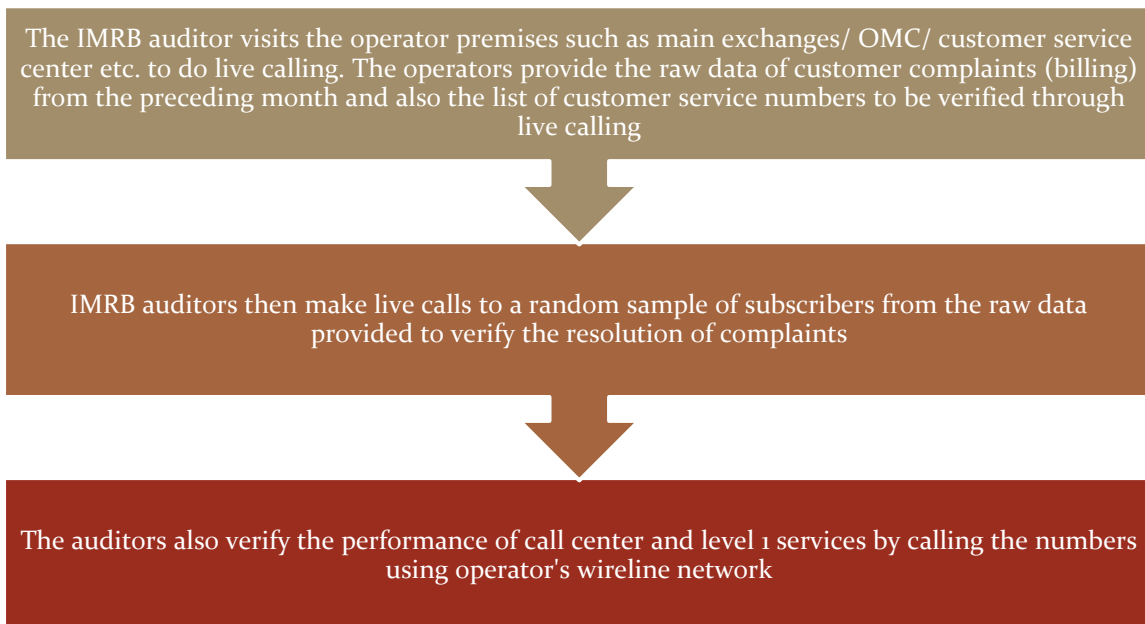 The IMRB auditor visits the operator premises such as main exchanges/ OMC/ customer service
center etc. to do live calling. The operators provide the raw data of customer complaints (billing)
from the preceding month and also the list of customer service numbers to be verified through
live calling
IMRB auditors then make live calls to a random sample of subscribers from the raw data
provided to verify the resolution of complaints
The auditors also verify the performance of call center and level 1 services by calling the numbers
using operator's wireline network